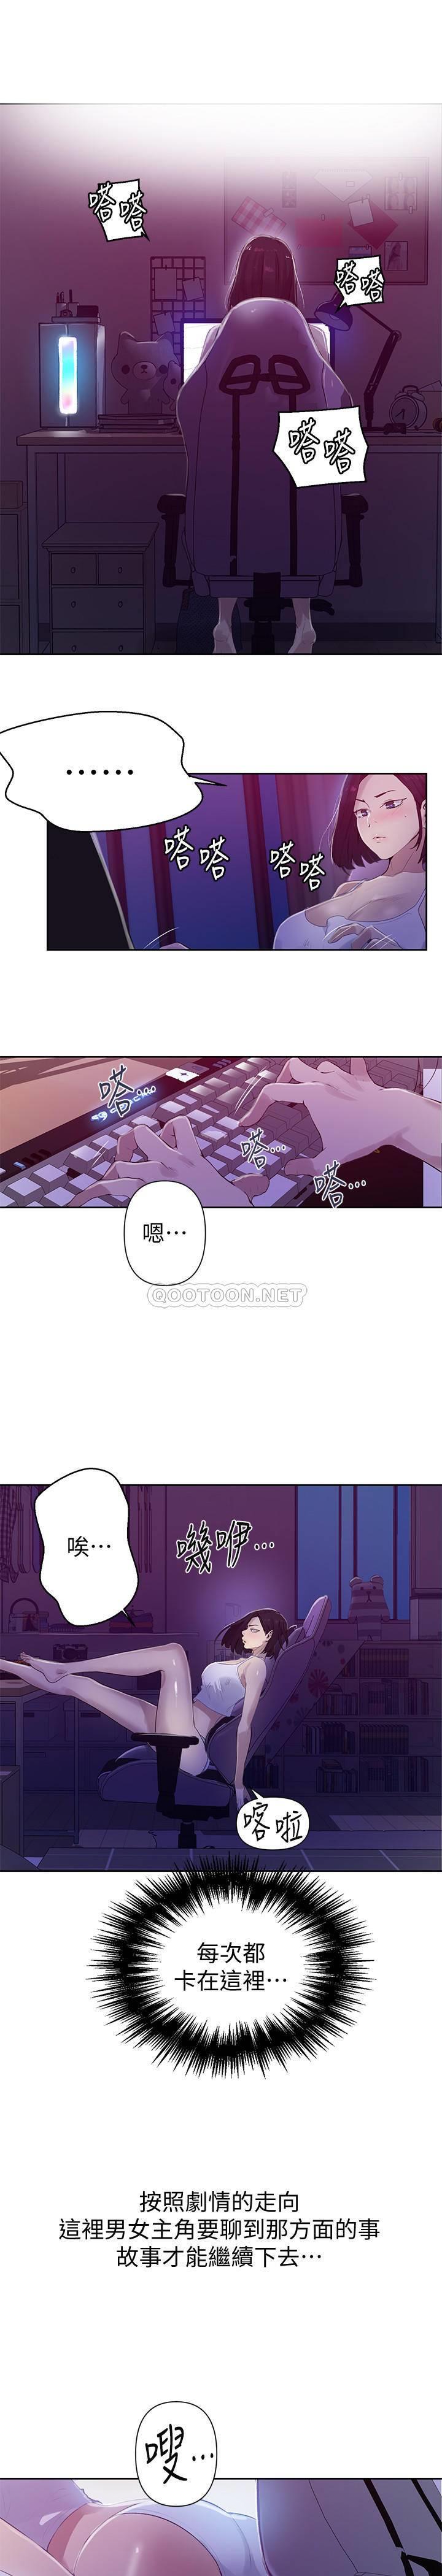 嗒嗒
嗒嗒
嗒嗒
......
嗒嗒
嗒嗒
嗒…
嗒…
嗒…
嗯…
QOOTOON.NET
唉…
嘰咿…
喀啦
每次都
卡在這裡…
按照劇情的走向
這裡男女主角要聊到那方面的事
故事才能繼續下去…
嗖…